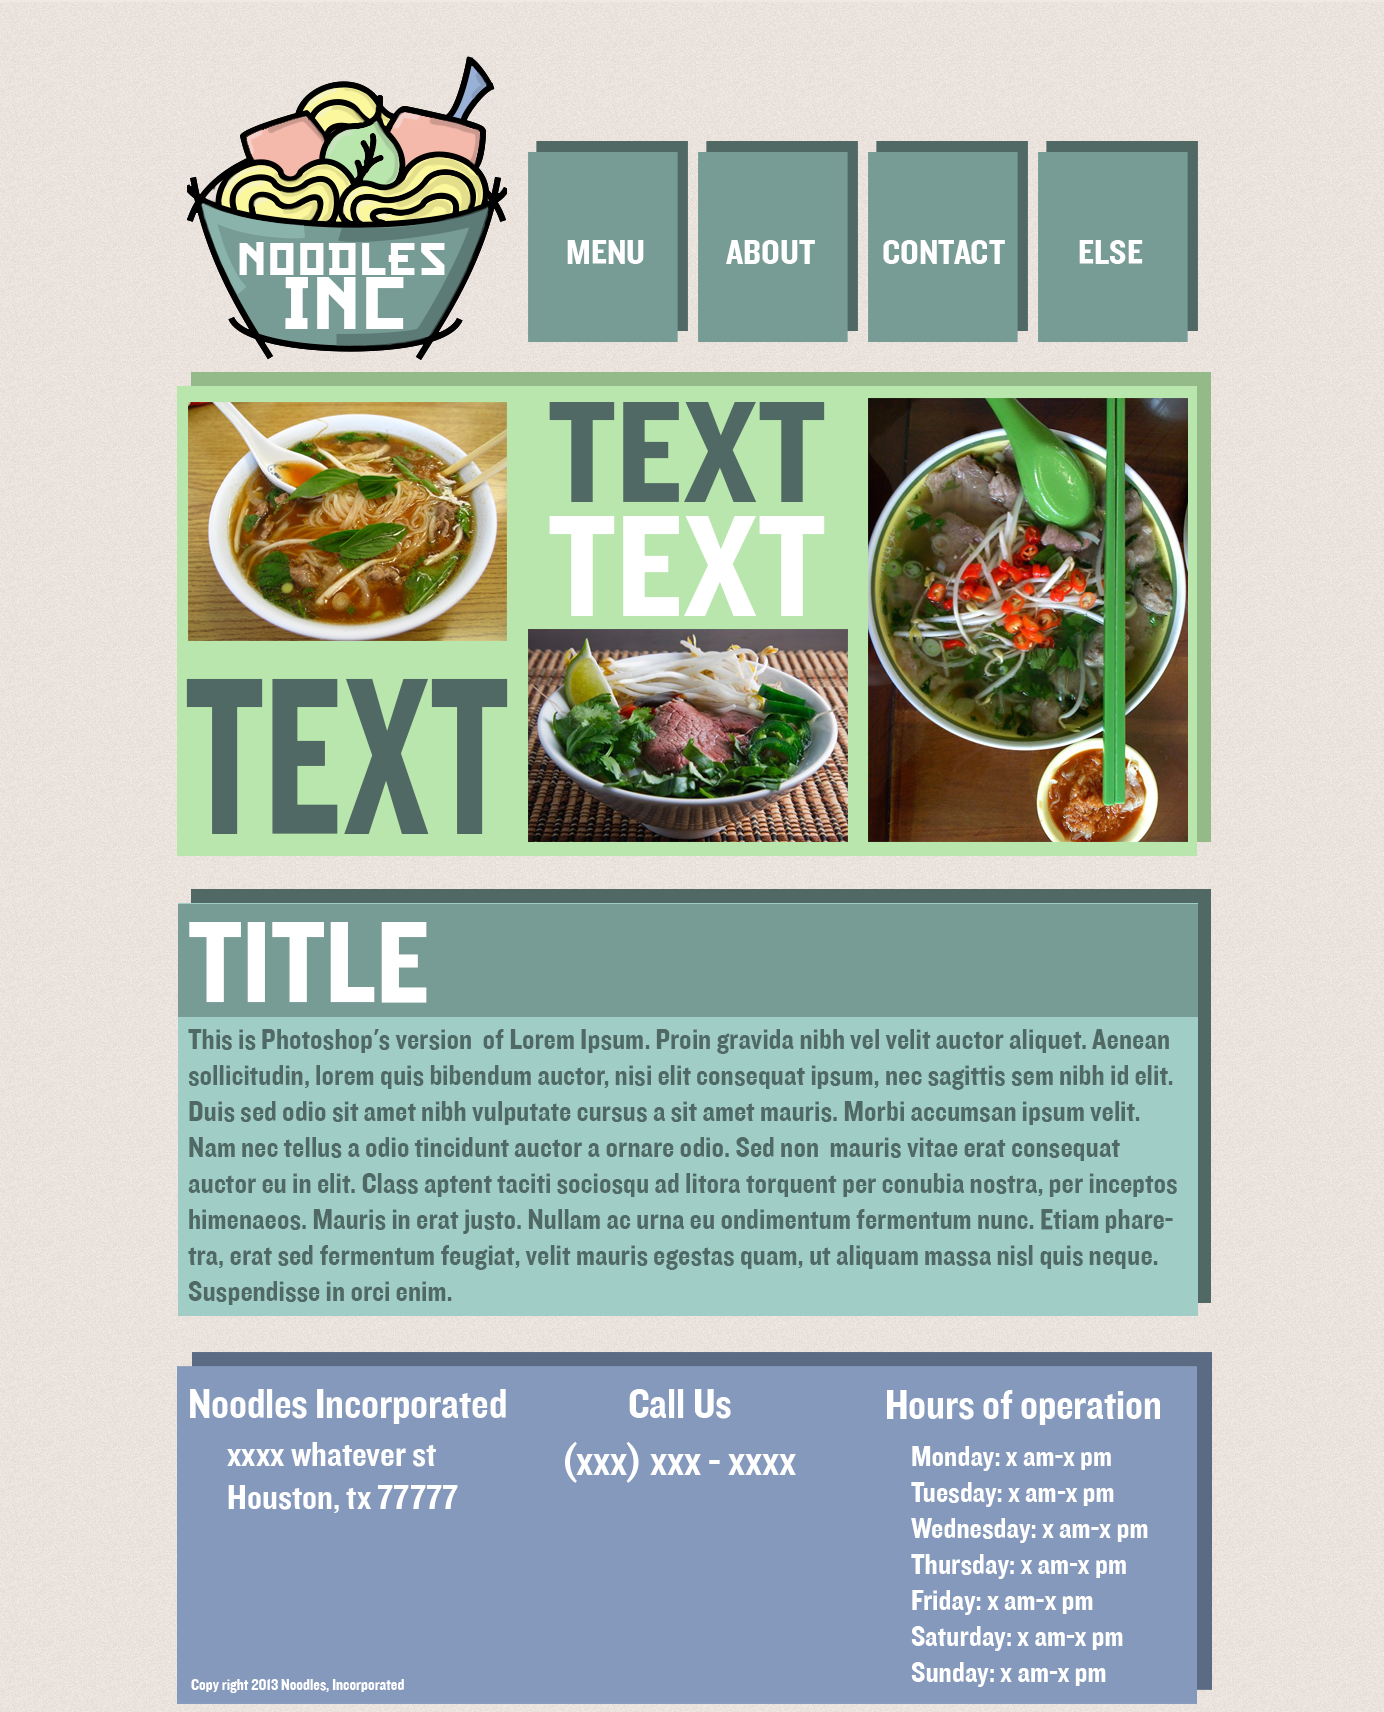 NOODLES
INC
MENU
ABOUT
CONTACT
ELSE
TEXT
TEXT
TEXT
TITLE
This is Photoshop's version  of Lorem Ipsum. Proin gravida nibh vel velit auctor aliquet. Aenean
sollicitudin, lorem quis bibendum auctor, nisi elit consequat ipsum, nec sagittis sem nibh id elit.
Duis sed odio sit amet nibh vulputate cursus a sit amet mauris. Morbi accumsan ipsum velit.
Nam nec tellus a odio tincidunt auctor a ornare odio. Sed non  mauris vitae erat consequat
auctor eu in elit. Class aptent taciti sociosqu ad litora torquent per conubia nostra, per inceptos
himenaeos. Mauris in erat justo. Nullam ac urna eu ondimentum fermentum nunc. Etiam phare-
tra, erat sed fermentum feugiat, velit mauris egestas quam, ut aliquam massa nisl quis neque.
Suspendisse in orci enim.
Noodles Incorporated
xxxx whatever st
Houston, tx 77777
Call Us
(xxx) xxx - xxxx
Hours of operation
Monday: x am-x pm
Tuesday: x am-x pm
Wednesday: x am-x pm
Thursday: x am-x pm
Friday: x am-x pm
Saturday: x am-x pm
Sunday: x am-x pm
Copy right 2013 Noodles, Incorporated